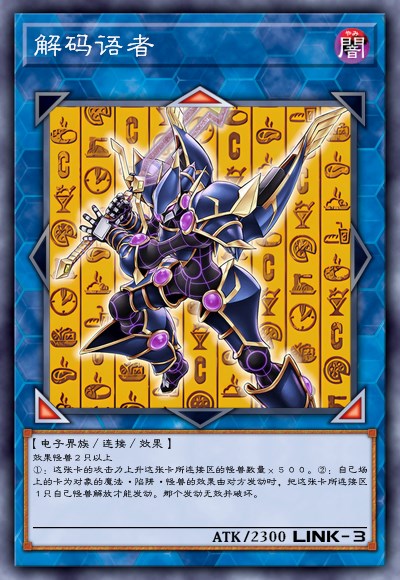 解码语者
やみ
闇
【电子界族／连接／效果】
效果怪兽２只以上
①：这张卡的攻击力上升这张卡所连接区的怪兽数量×５００。②：自己场
上的卡为对象的魔法·陷阱·怪兽的效果由对方发动时，把这张卡所连接区
１只自己怪兽解放才能发动。那个发动无效并破坏。
ATK/2300 LINK-3